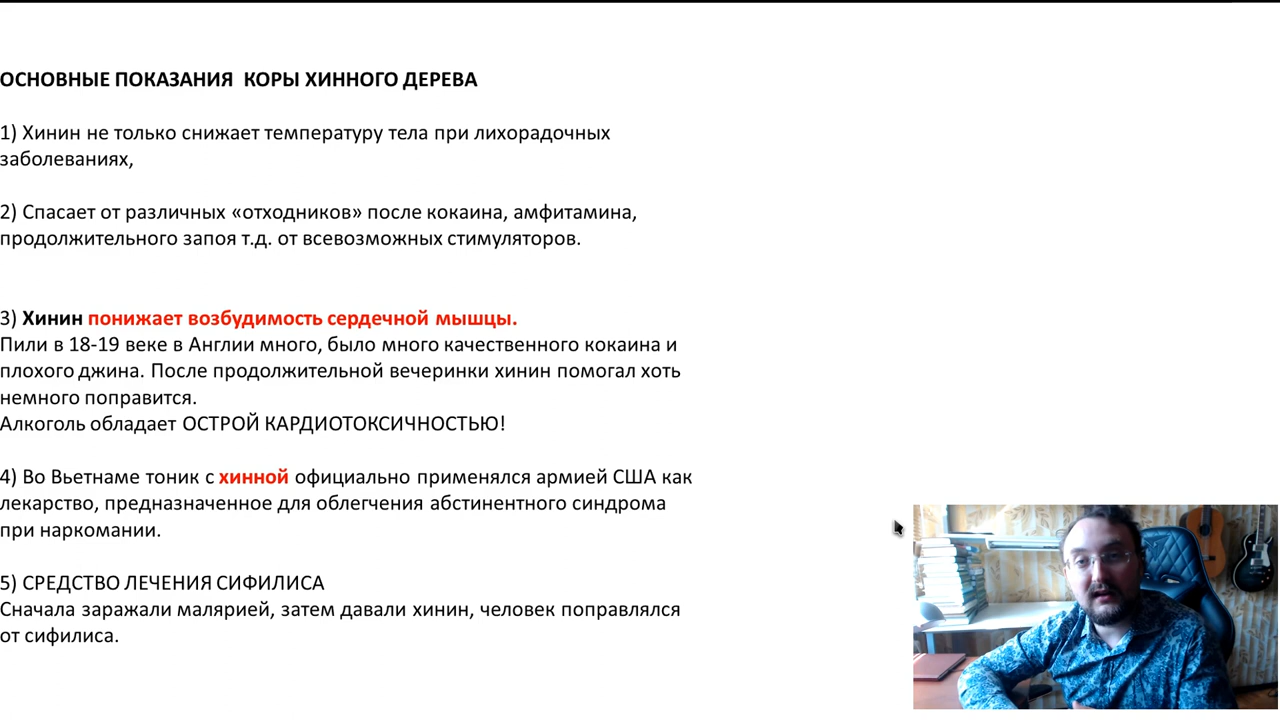 ОСНОВНЫЕ ПОКАЗАНИЯ  КОРЫ ХИННОГО ДЕРЕВА
1) Хинин не только снижает температуру тела при лихорадочных
заболеваниях,
2) Спасает от различных «отходников» после кокаина, амфитамина,
продолжительного запоя т.д. от всевозможных стимуляторов.
3) Хинин понижает возбудимость сердечной мышцы.
Пили в 18-19 веке в Англии много, было много качественного кокаина и
плохого джина. После продолжительной вечеринки хинин помогал хоть
немного поправится.
Алкоголь обладает ОСТРОЙ КАРДИОТОКСИЧНОСТЬЮ!
4) Во Вьетнаме тоник с хинной официально применялся армией США как
лекарство, предназначенное для облегчения абстинентного синдрома
при наркомании.
5) СРЕДСТВО ЛЕЧЕНИЯ СИФИЛИСА
Сначала заражали малярией, затем давали хинин, человек поправлялся
от сифилиса.